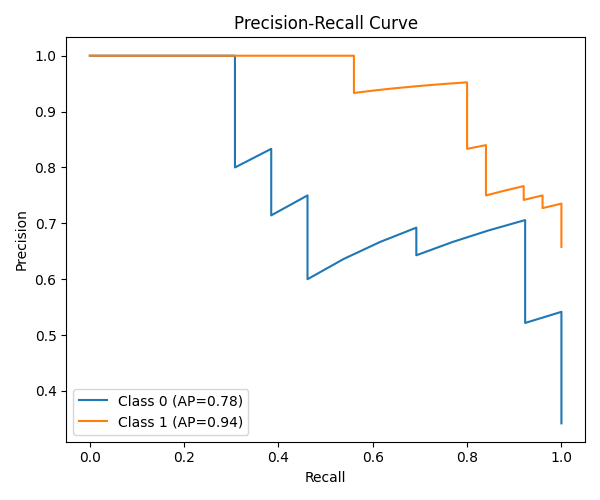 Precision-Recall Curve
1.0
0.9
0.8
0.7
0.6
0.5
0.4
Precision
Class 0 (AP=0.78)
Class 1 (AP=0.94)
0.0 0.2 0.4 0.6 0.8 1.0
Recall